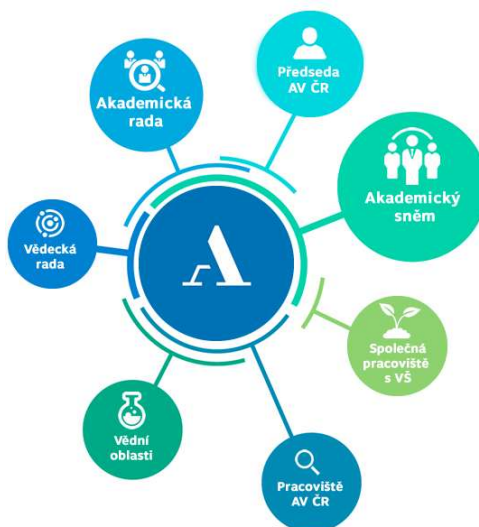 Akademická
rada
Předseda
AV ČR
Akademický
sněm
Vědecká
rada
Společná
pracoviště
s VŠ
Vědní
oblasti
Pracoviště
AV ČR